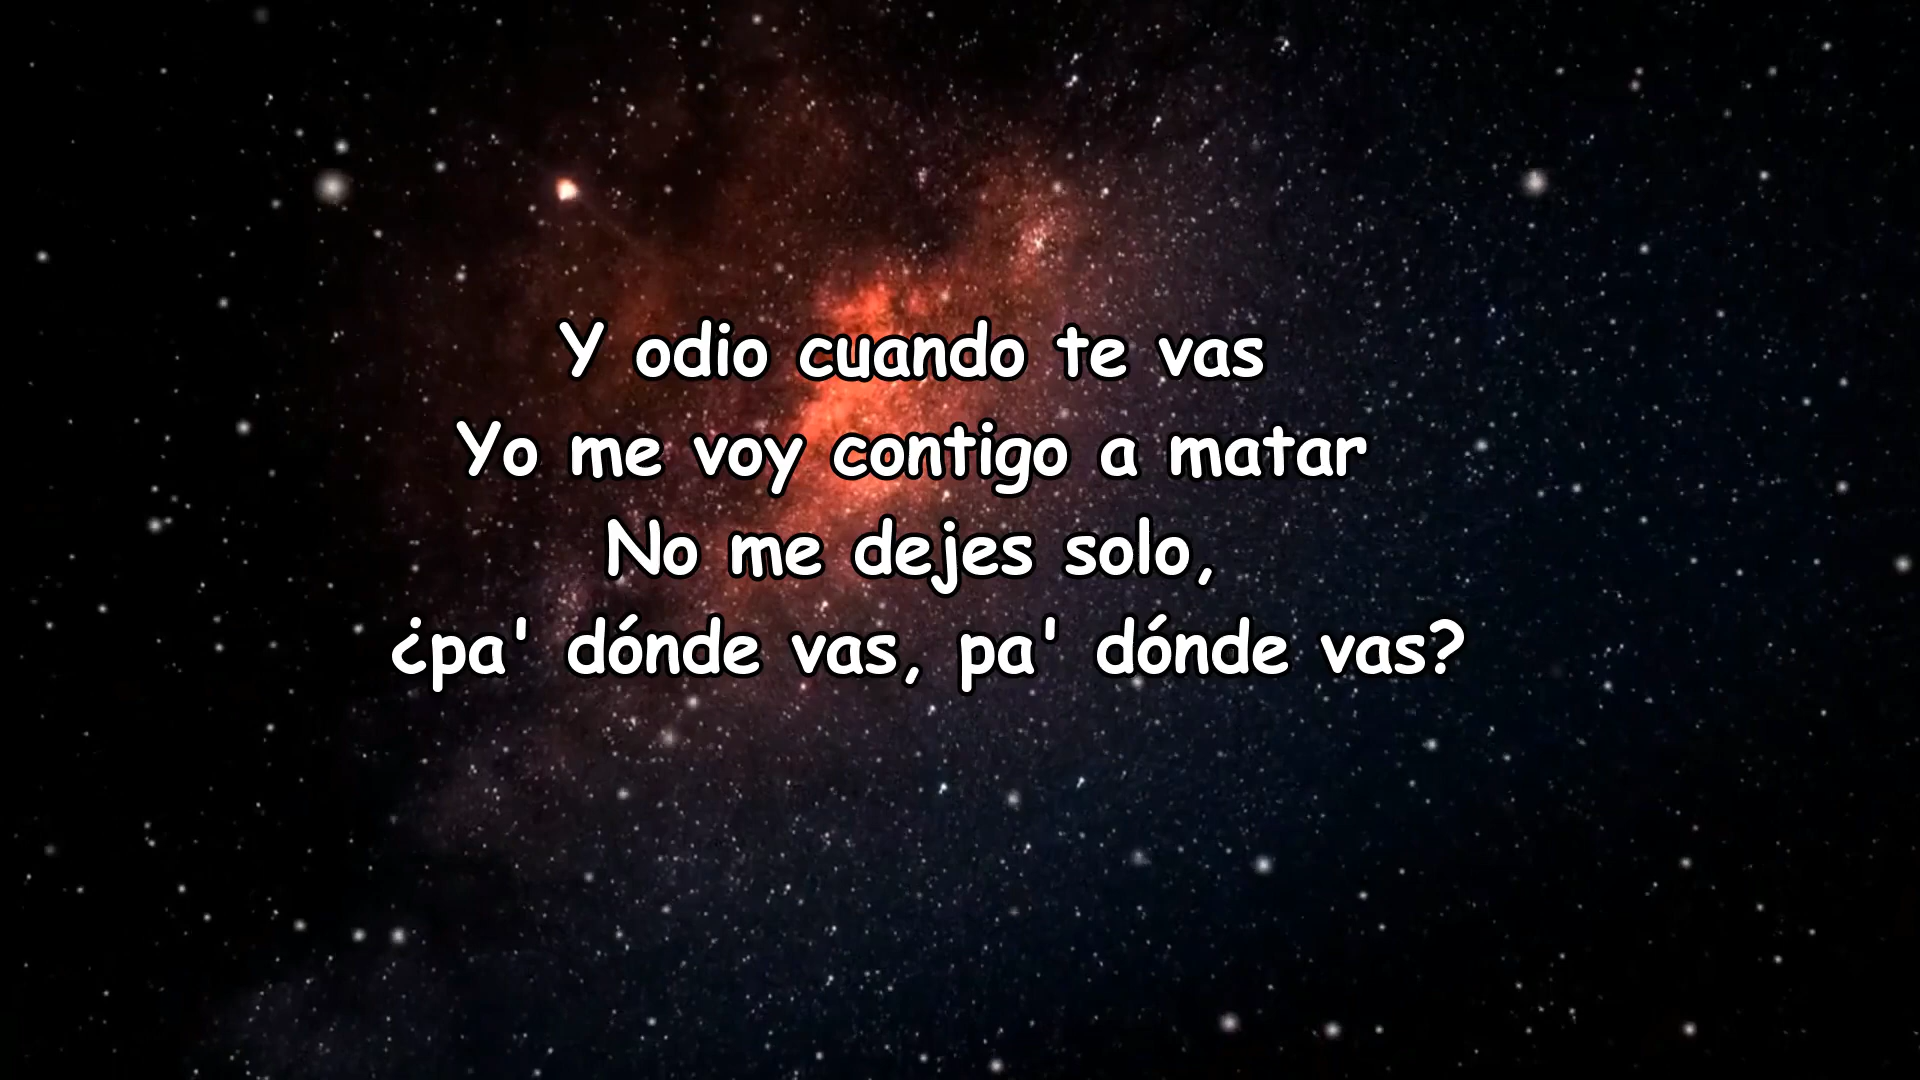 Y odio cuando te vas
Yo me voy contigo a matar
No me dejes solo,
¿pa' dónde vas, pa' dónde vas?